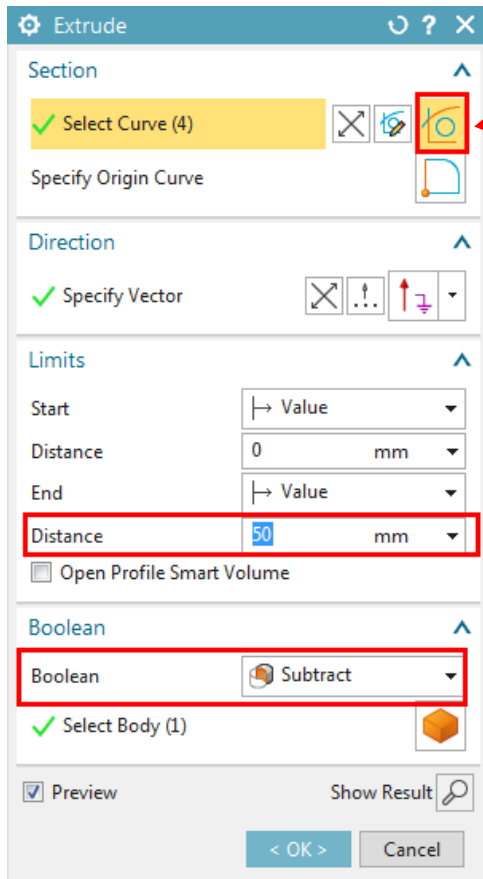 Extrude ?
Section
Select Curve (4)
Specify Origin Curve
Direction
Specify Vector
Limits
Start Value
Distance 0 mm
End Value
Distance 50 mm
Open Profile Smart Volume
Boolean
Boolean Subtract
Select Body (1)
Preview Show Result
< OK > Cancel